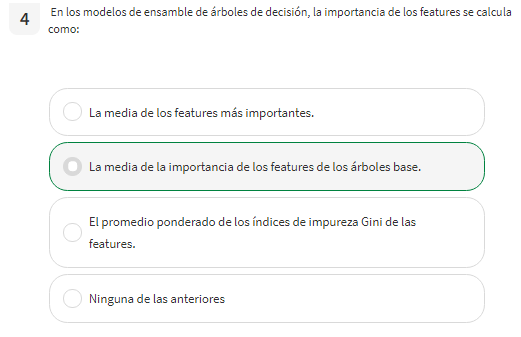 4
En los modelos de ensamble de árboles de decisión, la importancia de los features se calcula
como:
La media de los features más importantes.
La media de la importancia de los features de los árboles base.
El promedio ponderado de los índices de impureza Gini de las
features.
Ninguna de las anteriores